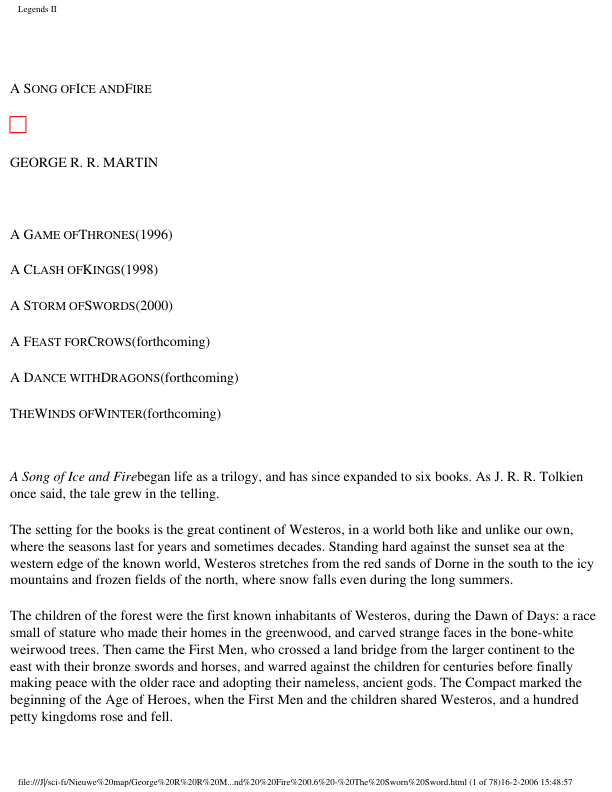 Legends II
A SONG OFICE ANDFIRE
GEORGE R. R. MARTIN
A GAME OFTHRONES(1996)
A CLASH OFKINGS(1998)
A STORM OFSWORDS(2000)
A FEAST FORCROWS(forthcoming)
A DANCE WITHDRAGONS(forthcoming)
THEWINDS OFWINTER(forthcoming)
A Song of Ice and Firebegan life as a trilogy, and has since expanded to six books. As J. R. R. Tolkien
once said, the tale grew in the telling.
The setting for the books is the great continent of Westeros, in a world both like and unlike our own,
where the seasons last for years and sometimes decades. Standing hard against the sunset sea at the
western edge of the known world, Westeros stretches from the red sands of Dorne in the south to the icy
mountains and frozen fields of the north, where snow falls even during the long summers.
The children of the forest were the first known inhabitants of Westeros, during the Dawn of Days: a race
small of stature who made their homes in the greenwood, and carved strange faces in the bone-white
weirwood trees. Then came the First Men, who crossed a land bridge from the larger continent to the
east with their bronze swords and horses, and warred against the children for centuries before finally
making peace with the older race and adopting their nameless, ancient gods. The Compact marked the
beginning of the Age of Heroes, when the First Men and the children shared Westeros, and a hundred
petty kingdoms rose and fell.
file:///J|/sci-fi/Nieuwe%20map/George%20R%20R%20M...nd%20%20Fire%200.6%20-%20The%20Sworn%20Sword.html (1 of 78)16-2-2006 15:48:57